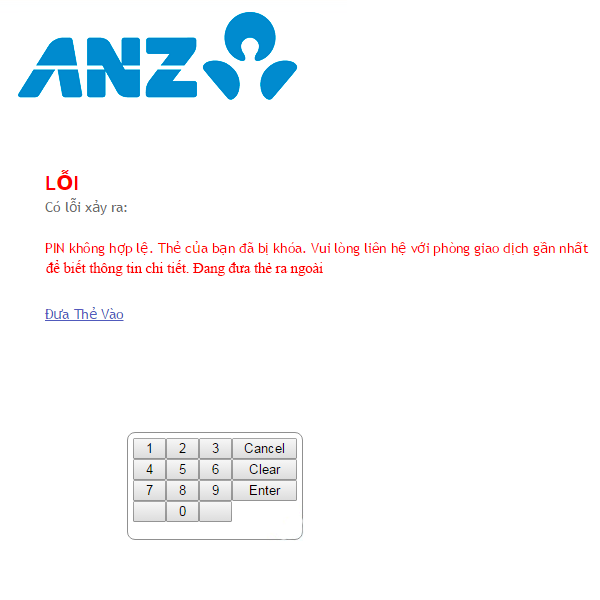 ANZ
LỖI
Có lỗi xảy ra:
PIN không hợp lệ. Thẻ của bạn đã bị khóa. Vui lòng liên hệ với phòng giao dịch gần nhất
để biết thông tin chi tiết. Đang đưa thẻ ra ngoài
Đưa Thẻ Vào
1 2 3 Cancel
4 5 6 Clear
7 8 9 Enter
0